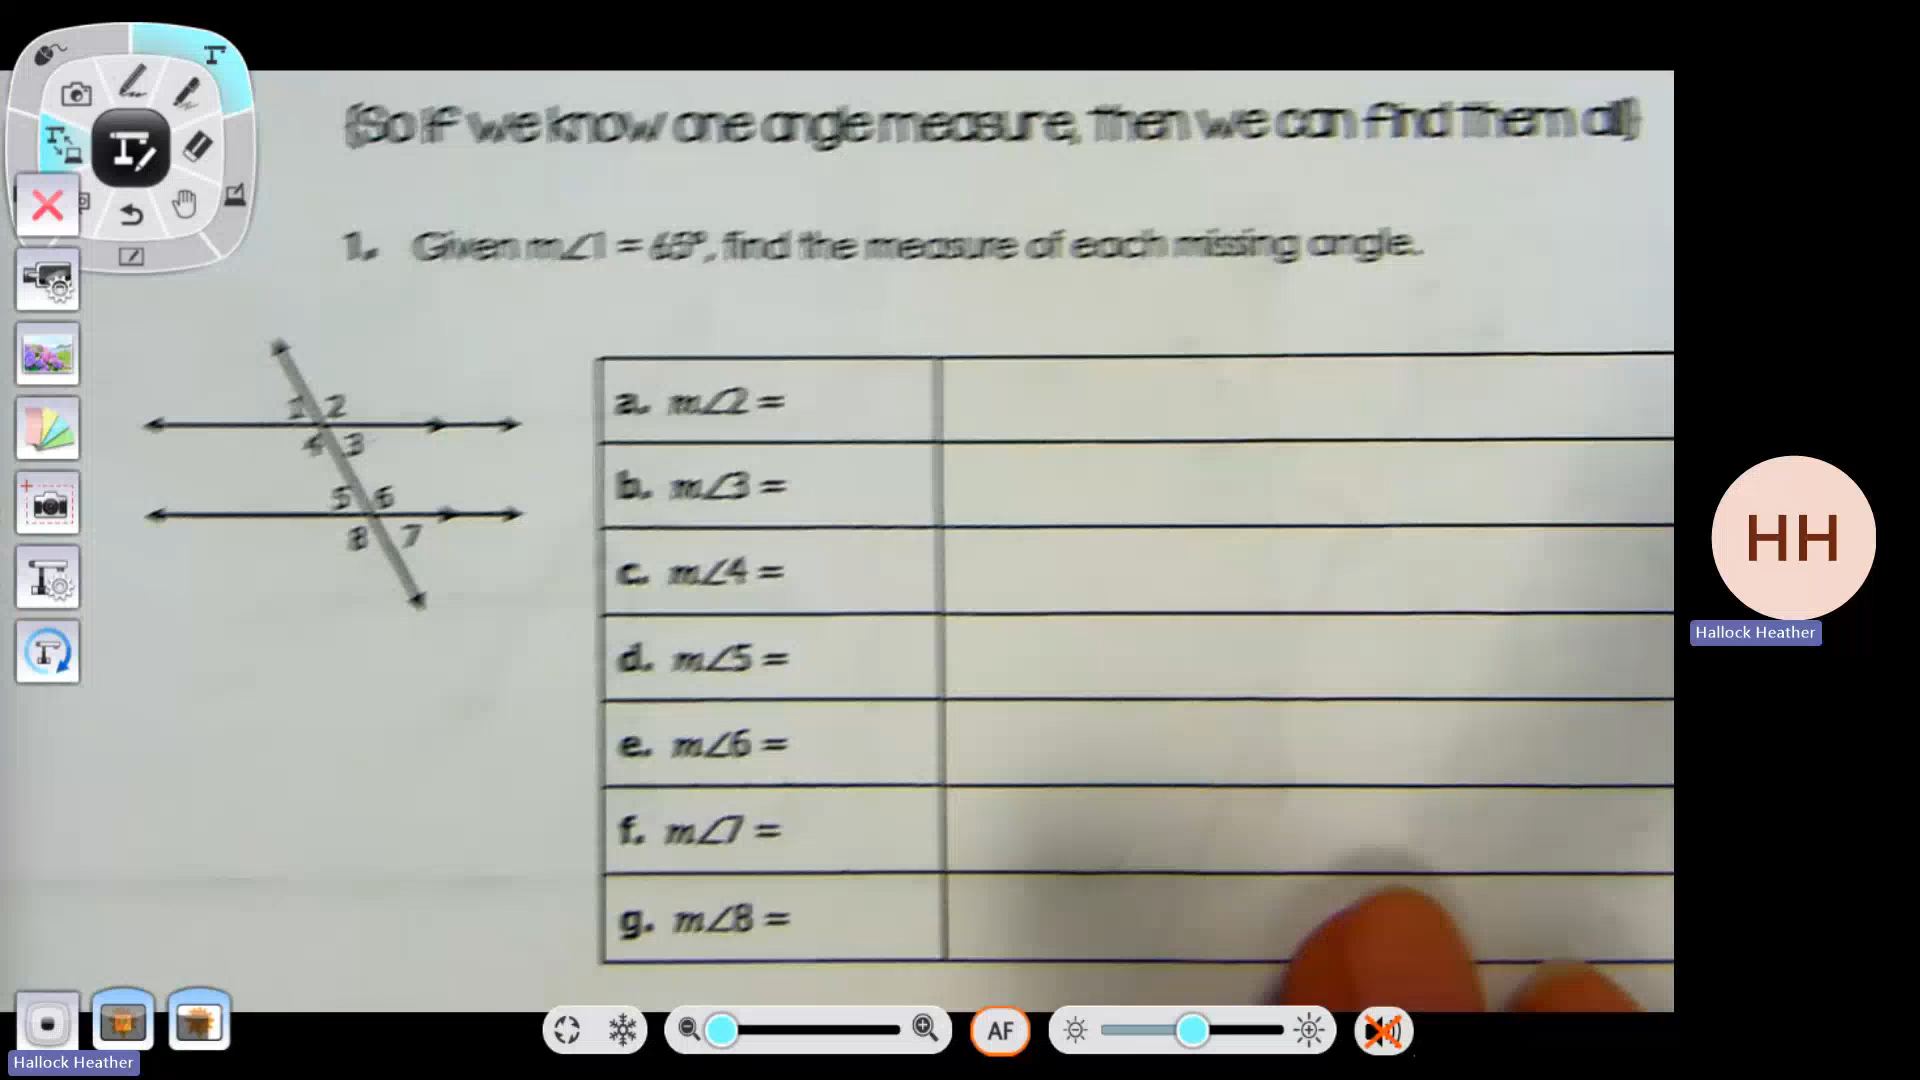 (So if we know one angle measure, then we can find them all)
1. Given m∠1 = 65°, find the measure of each missing angle.
1 2
4 3
5 6
8 7
a. m∠2 =
b. m∠3 =
c. m∠4 =
d. m∠5 =
e. m∠6 =
f. m∠7 =
g. m∠8 =
HH
Hallock Heather
AF
Hallock Heather